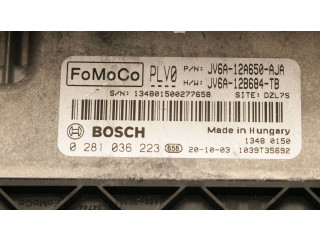 FoMoCo PLV0 P/N: JV6A-12A650-AJA
H/W: JV6A-12B684-TB
S/N: 134801500277658 SITE: DZL7S
BOSCH Made in Hungary
1348 0150
0 281 036 223 658 20-10-03 1039T35692